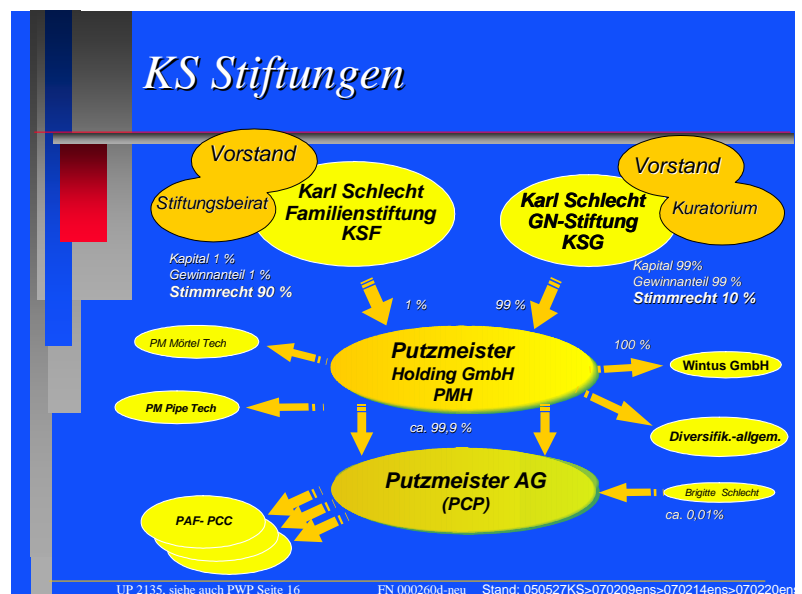 KS Stiftungen
Vorstand
Stiftungsbeirat
Karl Schlecht
Familienstiftung
KSF
Kapital 1 %
Gewinnanteil 1 %
Stimmrecht 90 %
Karl Schlecht
GN-Stiftung
KSG
Vorstand
Kuratorium
Kapital 99%
Gewinnanteil 99 %
Stimmrecht 10 %
1 %
99 %
PM Mörtel Tech
Putzmeister
Holding GmbH
PMH
100 %
Wintus GmbH
PM Pipe Tech
ca. 99,9 %
Diversifik.-allgem.
Putzmeister AG
(PCP)
Brigitte Schlecht
ca. 0,01%
PAF- PCC
UP 2135, siehe auch PWP Seite 16
FN 000260d-neu
Stand: 050527KS>070209ens>070214ens>070220ens